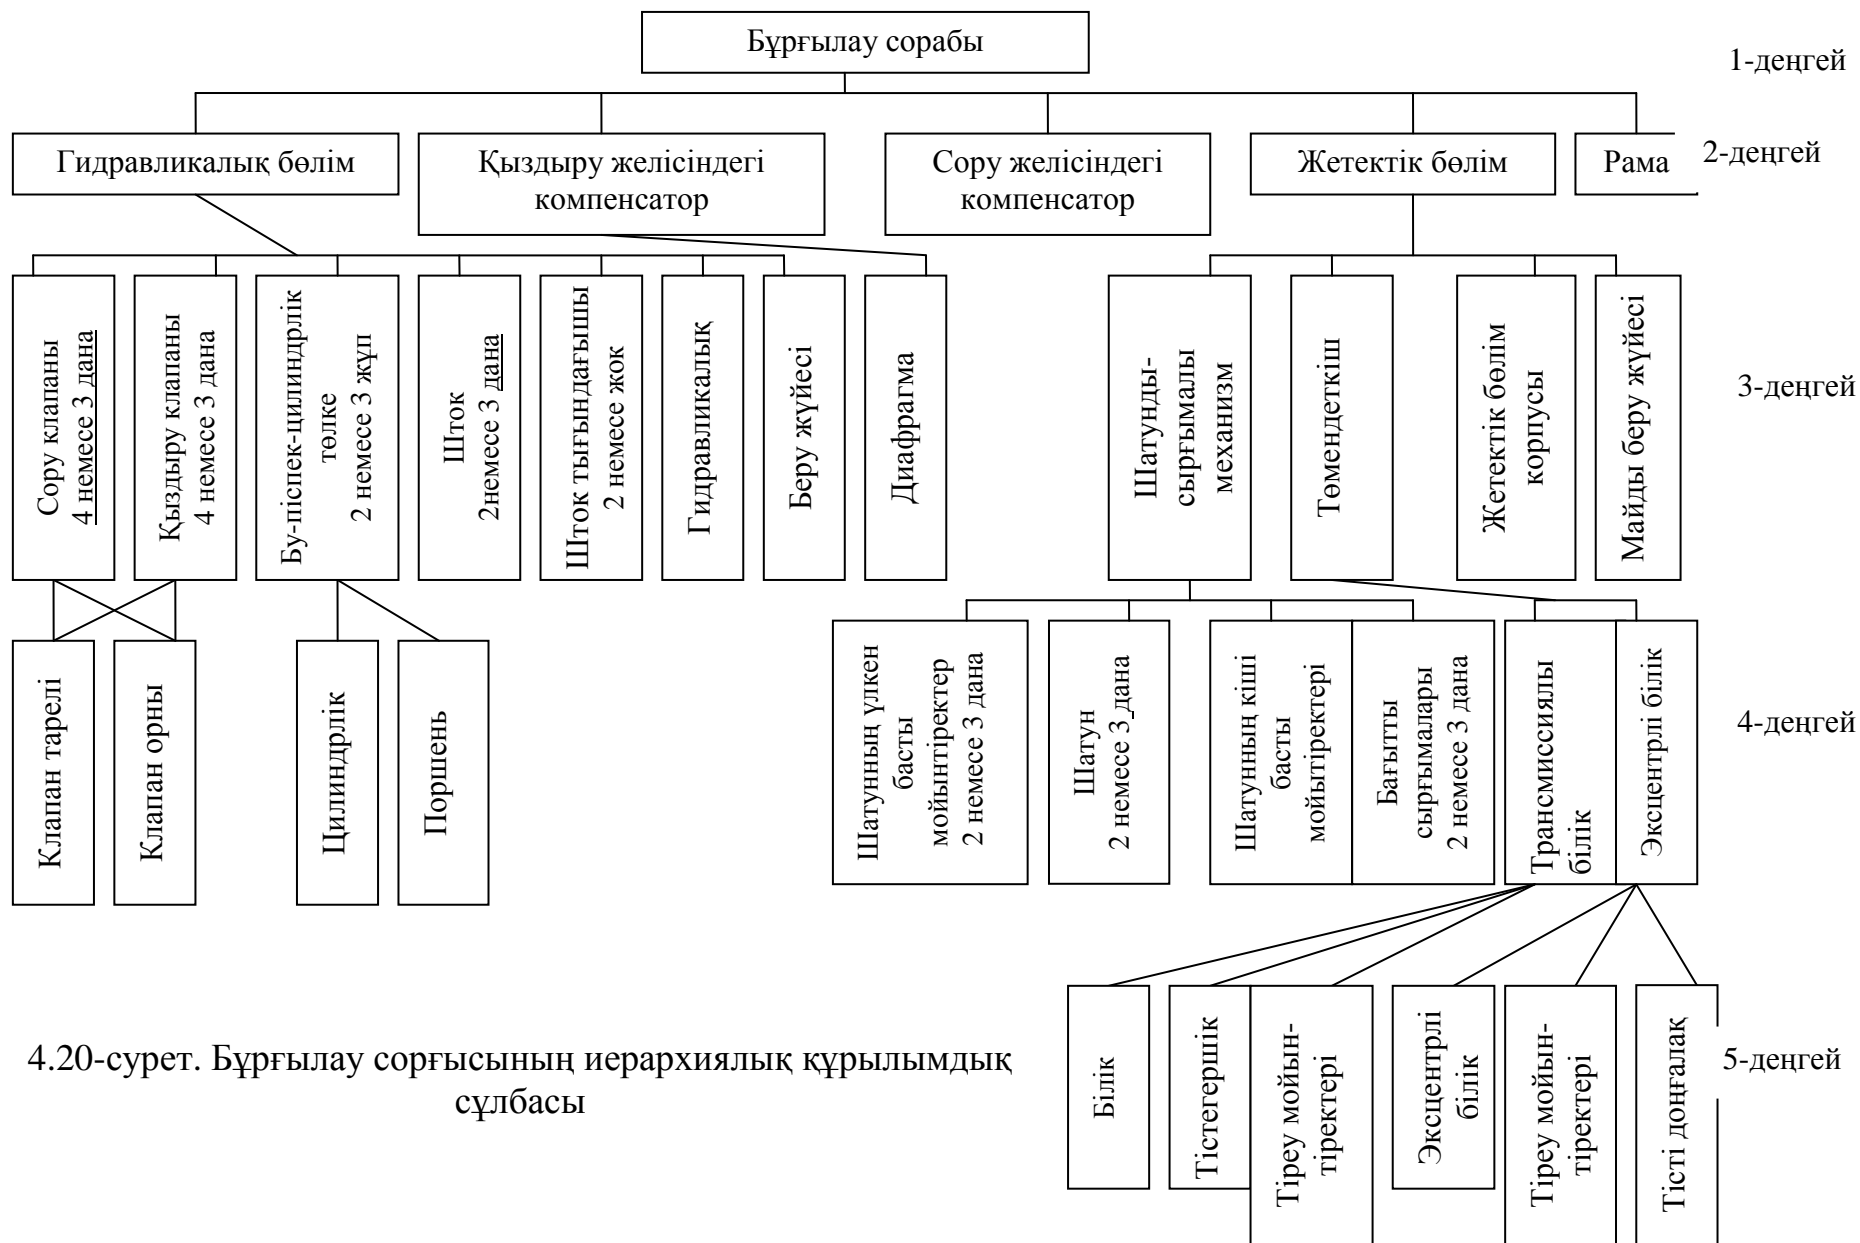 Бұрғылау сорабы
1-деңгей
Гидравликалық бөлім
Қыздыру желісіндегі
компенсатор
Сору желісіндегі
компенсатор
Жетектік бөлім
Рама
2-деңгей
Сору клапаны
4 немесе 3 дана
Қыздыру клапаны
4 немесе 3 дана
Бу-піспек-цилиндрлік
төлке
2 немесе 3 жұп
Шток
2немесе 3 дана
Шток тығындағышы
2 немесе жок
Гидравликалық
Беру жүйесі
Диафрагма
Шатунды-
сырғымалы
механизм
Төмендеткіш
Жетектік бөлім
корпусы
Майды беру жүйесі
3-деңгей
Клапан тарелі
Клапан орны
Цилиндрлік
Поршень
Шатунның үлкен
басты
мойынтіректер
2 немесе 3 дана
Шатун
2 немесе 3 дана
Шатунның кіші
басты
мойытіректері
Бағытты
сырғымалары
2 немесе 3 дана
Трансмиссиялы
білік
Эксцентрлі білік
4-деңгей
Білік
Тістегершік
Тіреу мойын-
тіректері
Эксцентрлі
білік
Тіреу мойын-
тіректері
Тісті доңғалақ
5-деңгей
4.20-сурет. Бұрғылау сорғысының иерархиялық құрылымдық
сұлбасы